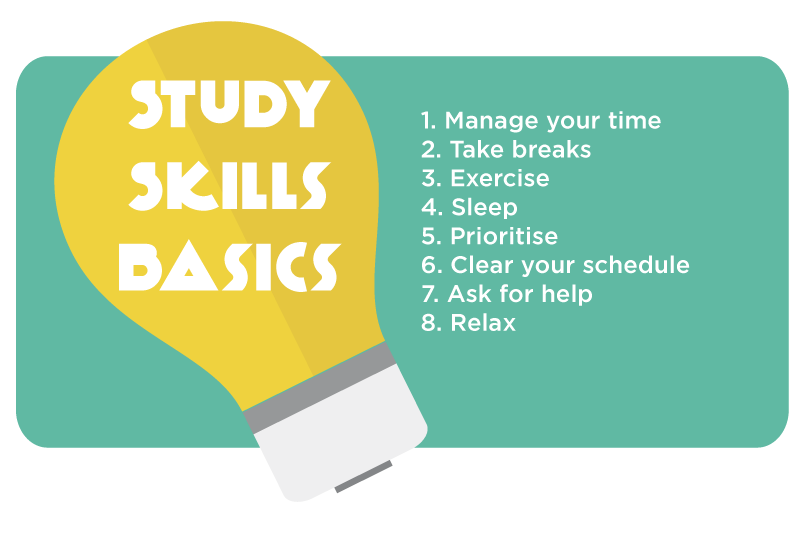 STUDY
SKILLS
BASICS
1. Manage your time
2. Take breaks
3. Exercise
4. Sleep
5. Prioritise
6. Clear your schedule
7. Ask for help
8. Relax